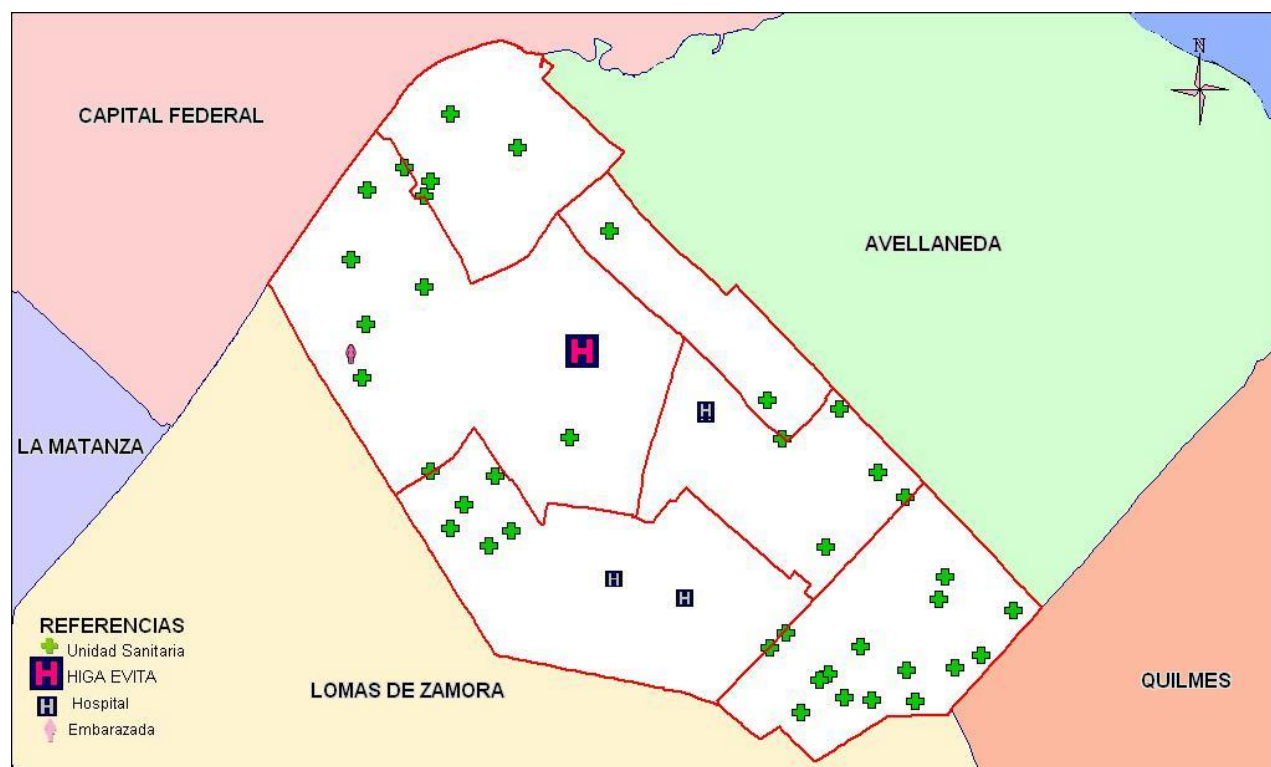 N
CAPITAL FEDERAL
AVELLANEDA
H
H
LA MATANZA
H
H
REFERENCIAS
Unidad Sanitaria
H HIGA EVITA
H Hospital
Embarazada
LOMAS DE ZAMORA
QUILMES